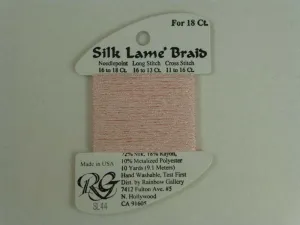 For 18 Ct.
Silk Lame' Braid
Needlepoint Long Stitch Cross Stitch
16 to 18 Ct. 16 to 13 Ct. 11 to 16 Ct.
72% Silk, 18% Rayon,
Made in USA
10% Metalized Polyester
10 Yards (9.1 Meters)
Hand Washable, Test First
RG
Dist. by Rainbow Gallery
7412 Fulton Ave. #5
SL44
N. Hollywood
CA 91605